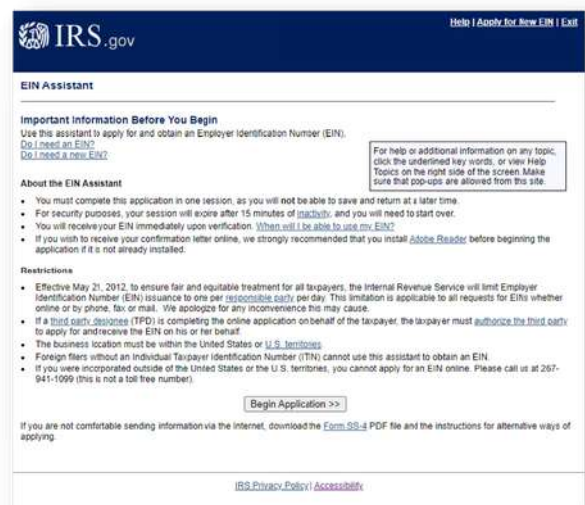 Help | Apply for New EIN | Exit
IRS.gov
EIN Assistant
Important Information Before You Begin
Use this assistant to apply for and obtain an Employer Identification Number (EIN).
Do I need an EIN?
Do I need a new EIN?
For help or additional information on any topic,
click the underlined key words, or view Help
Topics on the right side of the screen. Make
sure that pop-ups are allowed from this site.
About the EIN Assistant
• You must complete this application in one session, as you will not be able to save and return at a later time.
• For security purposes, your session will expire after 15 minutes of inactivity, and you will need to start over.
• You will receive your EIN immediately upon verification. When will I be able to use my EIN?
• If you wish to receive your confirmation letter online, we strongly recommended that you install Adobe Reader before beginning the
application if it is not already installed.
Restrictions
• Effective May 21, 2012, to ensure fair and equitable treatment for all taxpayers, the Internal Revenue Service will limit Employer
Identification Number (EIN) issuance to one per responsible party per day. This limitation is applicable to all requests for EINs whether
online or by phone, fax or mail. We apologize for any inconvenience this may cause.
• If a third party designee (TPD) is completing the online application on behalf of the taxpayer, the taxpayer must authorize the third party
to apply for and receive the EIN on his or her behalf.
• The business location must be within the United States or U.S. territories.
• Foreign filers without an Individual Taxpayer Identification Number (ITIN) cannot use this assistant to obtain an EIN.
• If you were incorporated outside of the United States or the U.S. territories, you cannot apply for an EIN online. Please call us at 267-
941-1099 (this is not a toll free number).
Begin Application >>
If you are not comfortable sending information via the Internet, download the Form SS-4 PDF file and the instructions for alternative ways of
applying.
IRS Privacy Policy | Accessibility